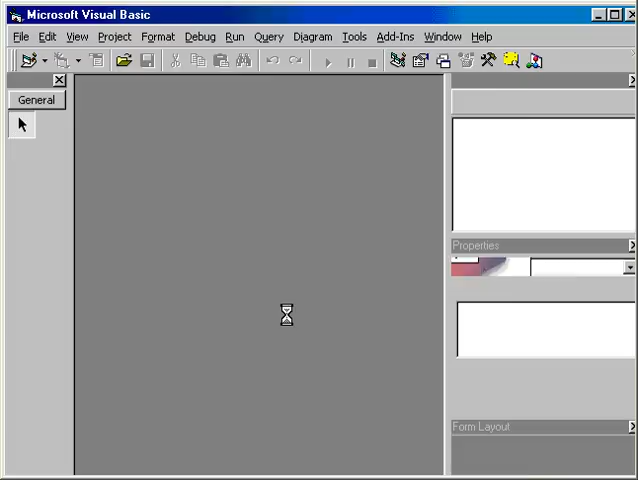 Microsoft Visual Basic
File Edit View Project Format Debug Run Query Diagram Tools Add-Ins Window Help
General
Properties
Form Layout